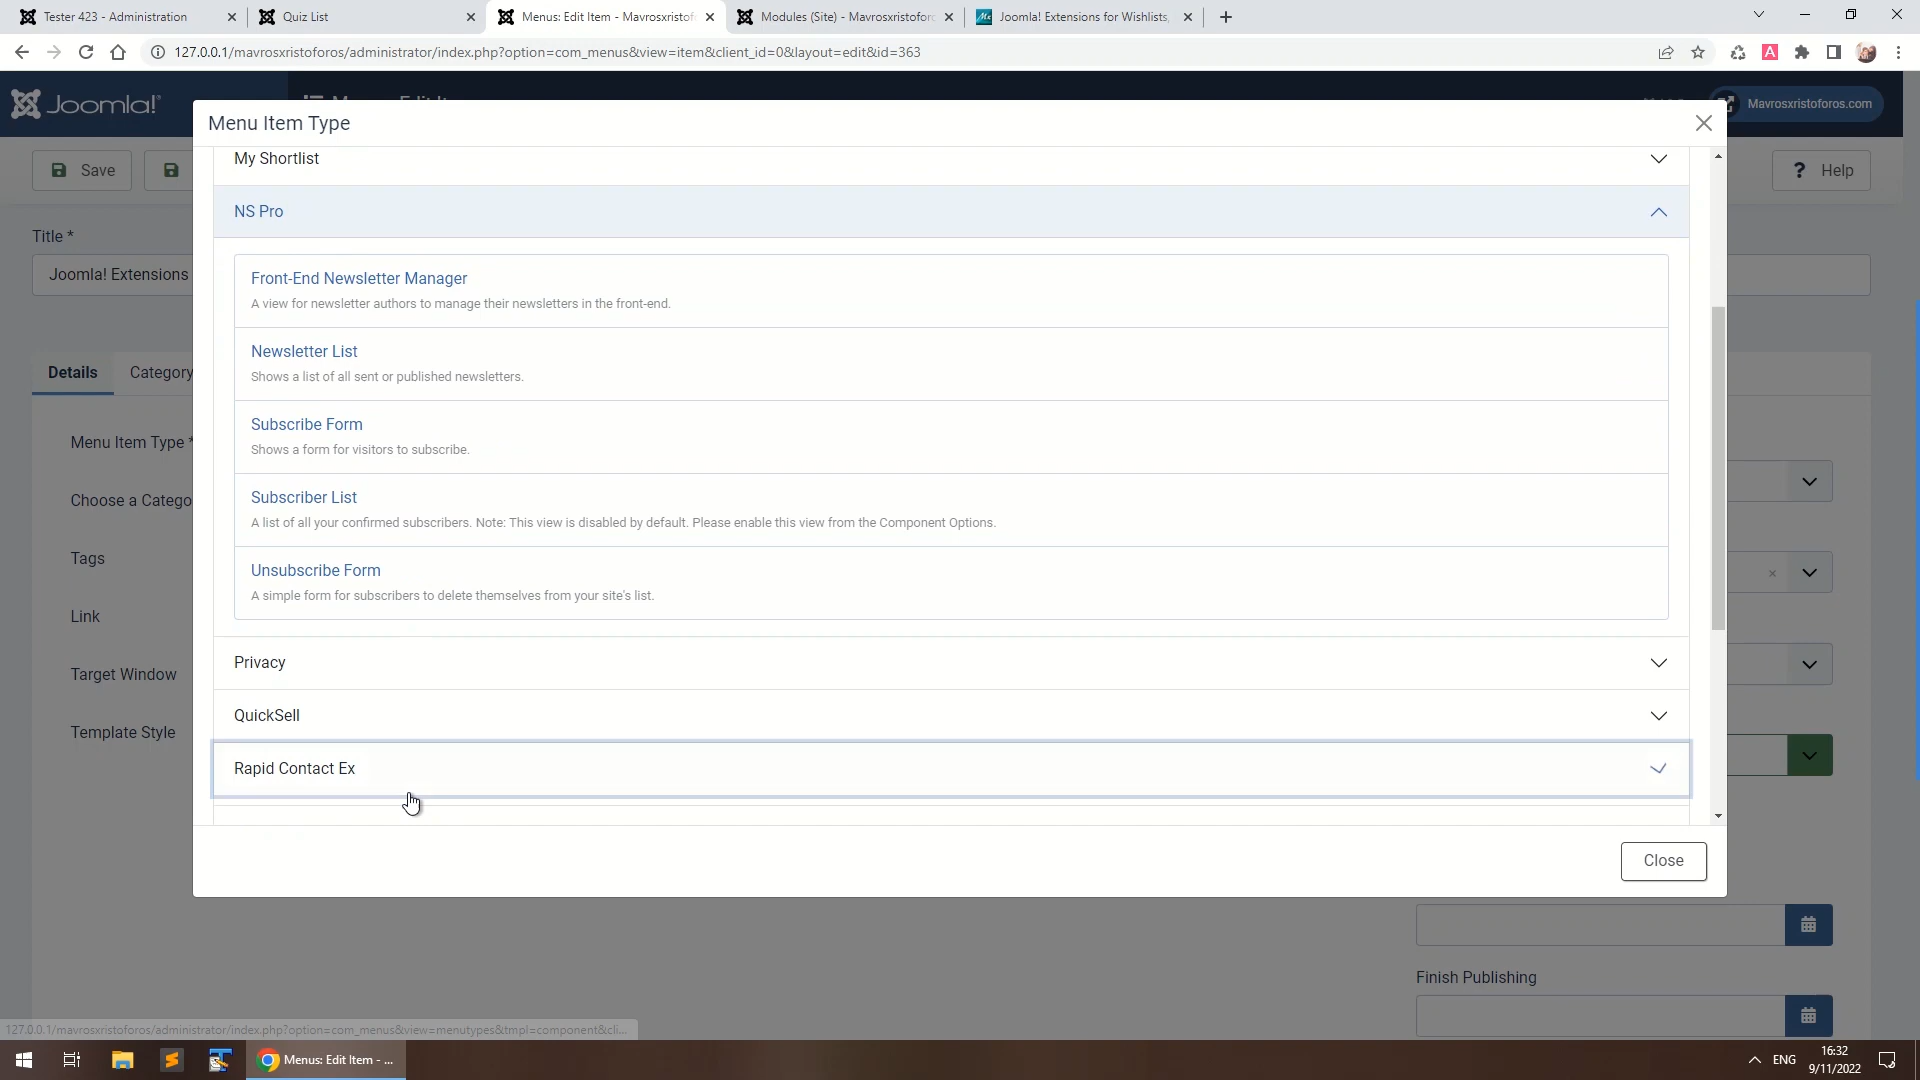 Tester 423 - Administration
Quiz List
Menus: Edit Item - Mavrosxristof
Modules (Site) - Mavrosxristofor
Joomla! Extensions for Wishlists,
127.0.0.1/mavrosxristoforos/administrator/index.php?option=com_menus&view=item&client_id=0&layout=edit&id=363
Joomla!®
Mavrosxristoforos.com
Menu Item Type
Save
? Help
My Shortlist
NS Pro
Title *
Joomla! Extensions
Front-End Newsletter Manager
A view for newsletter authors to manage their newsletters in the front-end.
Newsletter List
Shows a list of all sent or published newsletters.
Details
Category
Subscribe Form
Shows a form for visitors to subscribe.
Menu Item Type *
Choose a Catego
Subscriber List
A list of all your confirmed subscribers. Note: This view is disabled by default. Please enable this view from the Component Options.
Tags
Unsubscribe Form
A simple form for subscribers to delete themselves from your site's list.
Link
Target Window
Template Style
Privacy
QuickSell
Rapid Contact Ex
Close
Finish Publishing
127.0.0.1/mavrosxristoforos/administrator/index.php?option=com_menus&view=menutypes&tmpl=component&cli...
Menus: Edit Item - ...
ENG
16:32
9/11/2022